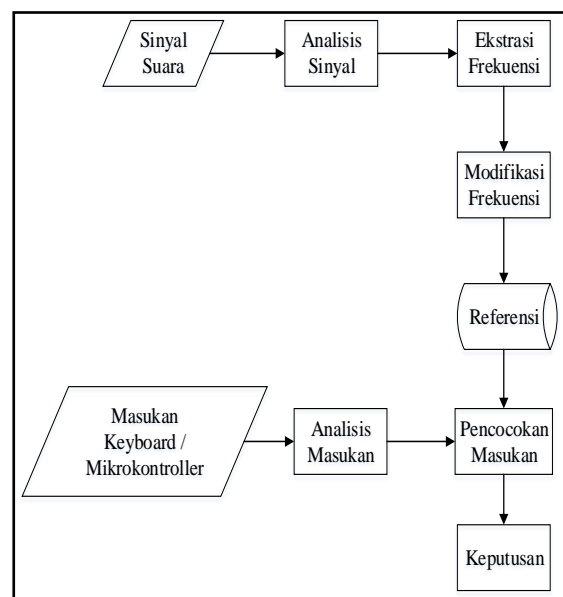 Sinyal
Suara
Analisis
Sinyal
Ekstrasi
Frekuensi
Modifikasi
Frekuensi
Referensi
Masukan
Keyboard /
Mikrokontroller
Analisis
Masukan
Pencocokan
Masukan
Keputusan